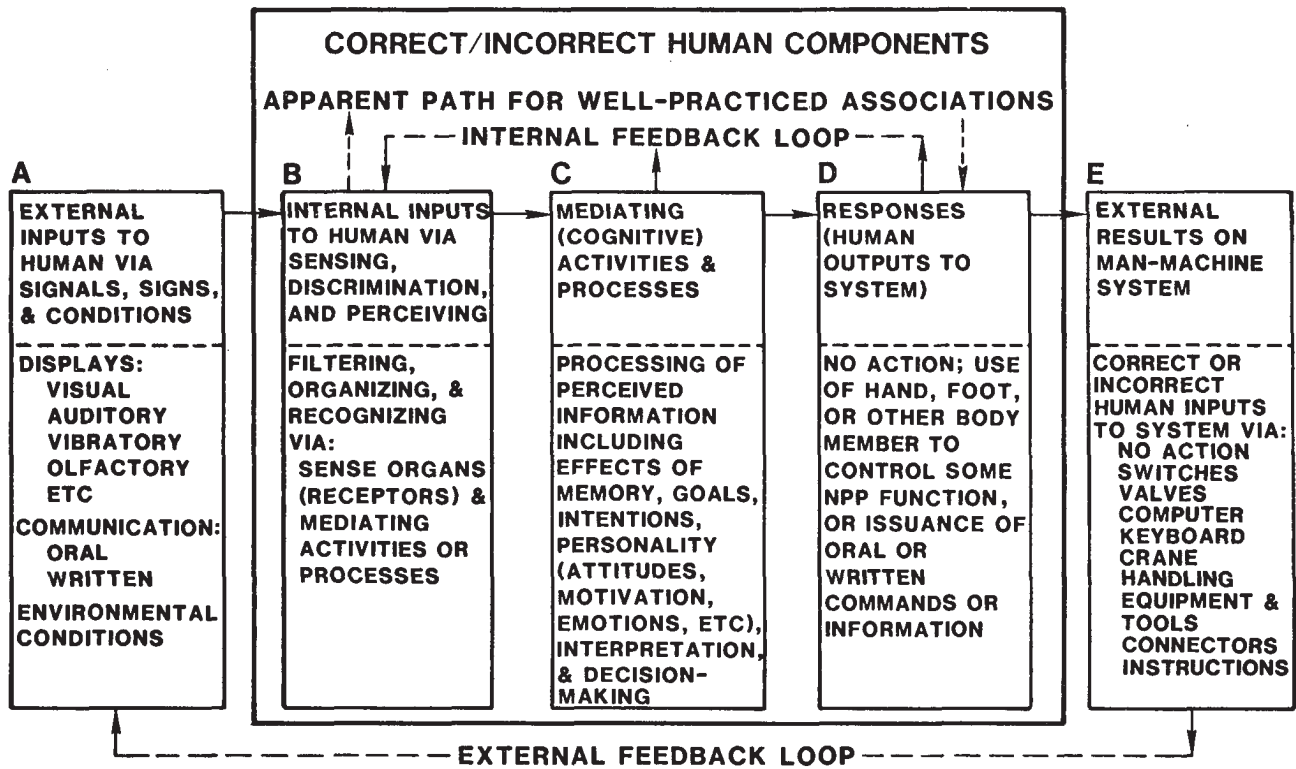 CORRECT/INCORRECT HUMAN COMPONENTS
APPARENT PATH FOR WELL-PRACTICED ASSOCIATIONS
INTERNAL FEEDBACK LOOP
A
EXTERNAL
INPUTS TO
HUMAN VIA
SIGNALS, SIGNS,
& CONDITIONS
DISPLAYS:
VISUAL
AUDITORY
VIBRATORY
OLFACTORY
ETC
COMMUNICATION:
ORAL
WRITTEN
ENVIRONMENTAL
CONDITIONS
B
INTERNAL INPUTS
TO HUMAN VIA
SENSING,
DISCRIMINATION,
AND PERCEIVING
FILTERING,
ORGANIZING, &
RECOGNIZING
VIA:
SENSE ORGANS
(RECEPTORS) &
MEDIATING
ACTIVITIES OR
PROCESSES
C
MEDIATING
(COGNITIVE)
ACTIVITIES &
PROCESSES
PROCESSING OF
PERCEIVED
INFORMATION
INCLUDING
EFFECTS OF
MEMORY, GOALS,
INTENTIONS,
PERSONALITY
(ATTITUDES,
MOTIVATION,
EMOTIONS, ETC),
INTERPRETATION,
& DECISION-
MAKING
D
RESPONSES
(HUMAN
OUTPUTS TO
SYSTEM)
NO ACTION; USE
OF HAND, FOOT,
OR OTHER BODY
MEMBER TO
CONTROL SOME
NPP FUNCTION,
OR ISSUANCE OF
ORAL OR
WRITTEN
COMMANDS OR
INFORMATION
E
EXTERNAL
RESULTS ON
MAN-MACHINE
SYSTEM
CORRECT OR
INCORRECT
HUMAN INPUTS
TO SYSTEM VIA:
NO ACTION
SWITCHES
VALVES
COMPUTER
KEYBOARD
CRANE
HANDLING
EQUIPMENT &
TOOLS
CONNECTORS
INSTRUCTIONS
EXTERNAL FEEDBACK LOOP